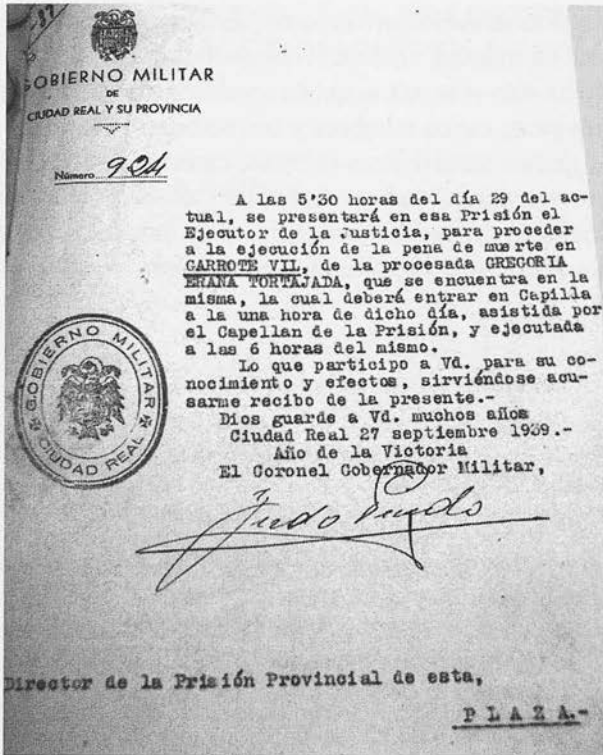 -87
GOBIERNO MILITAR
DE
CIUDAD REAL Y SU PROVINCIA
Número 904
A las 5'30 horas del día 29 del ac-
tual, se presentará en esa Prisión el
Ejecutor de la Justicia, para proceder
a la ejecución de la pena de muerte en
GARROTE VIL, de la procesada GREGORIA
ERAÑA TORTAJADA, que se encuentra en la
misma, la cual deberá entrar en Capilla
a la una hora de dicho día, asistida por
el Capellan de la Prisión, y ejecutada
a las 6 horas del mismo.
Lo que participo a Vd. para su co-
nocimiento y efectos, sirviéndose acu-
sarme recibo de la presente.-
Dios guarde a Vd. muchos años
Ciudad Real 27 septiembre 1939.-
Año de la Victoria
El Coronel Gobernador Militar,
GOBIERNO MILITAR
CIUDAD REAL
Director de la Prisión Provincial de esta,
PLAZA.-